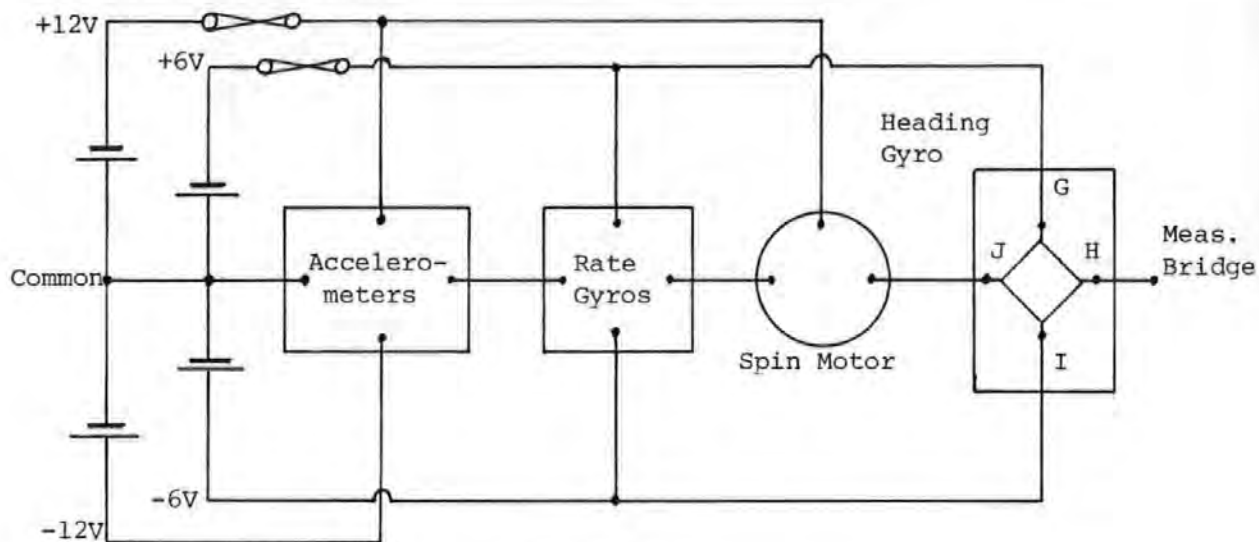 +12V
+6V
Heading
Gyro
G
J
H
Meas.
Bridge
Common
Accelero-
meters
Rate
Gyros
Spin Motor
I
-6V
-12V